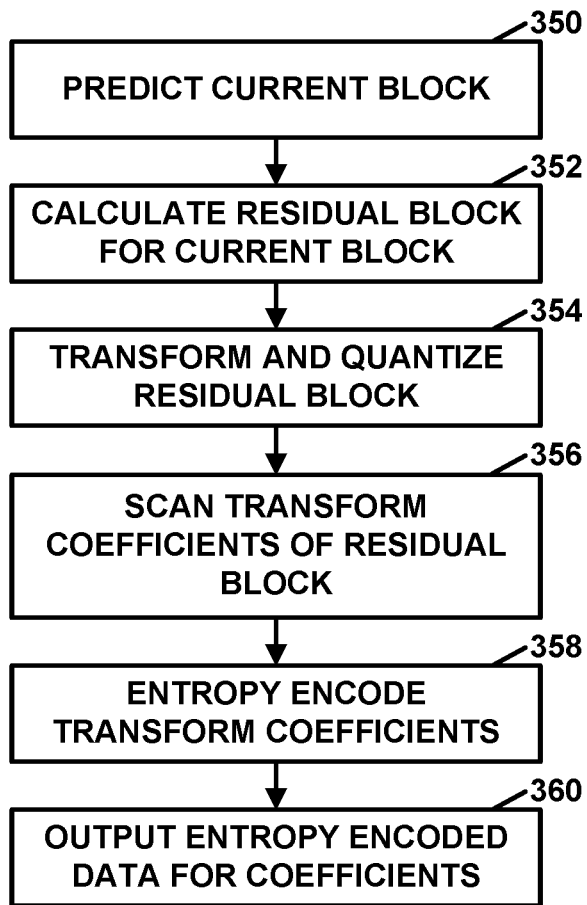 350
PREDICT CURRENT BLOCK
352
CALCULATE RESIDUAL BLOCK
FOR CURRENT BLOCK
354
TRANSFORM AND QUANTIZE
RESIDUAL BLOCK
356
SCAN TRANSFORM
COEFFICIENTS OF RESIDUAL
BLOCK
358
ENTROPY ENCODE
TRANSFORM COEFFICIENTS
360
OUTPUT ENTROPY ENCODED
DATA FOR COEFFICIENTS